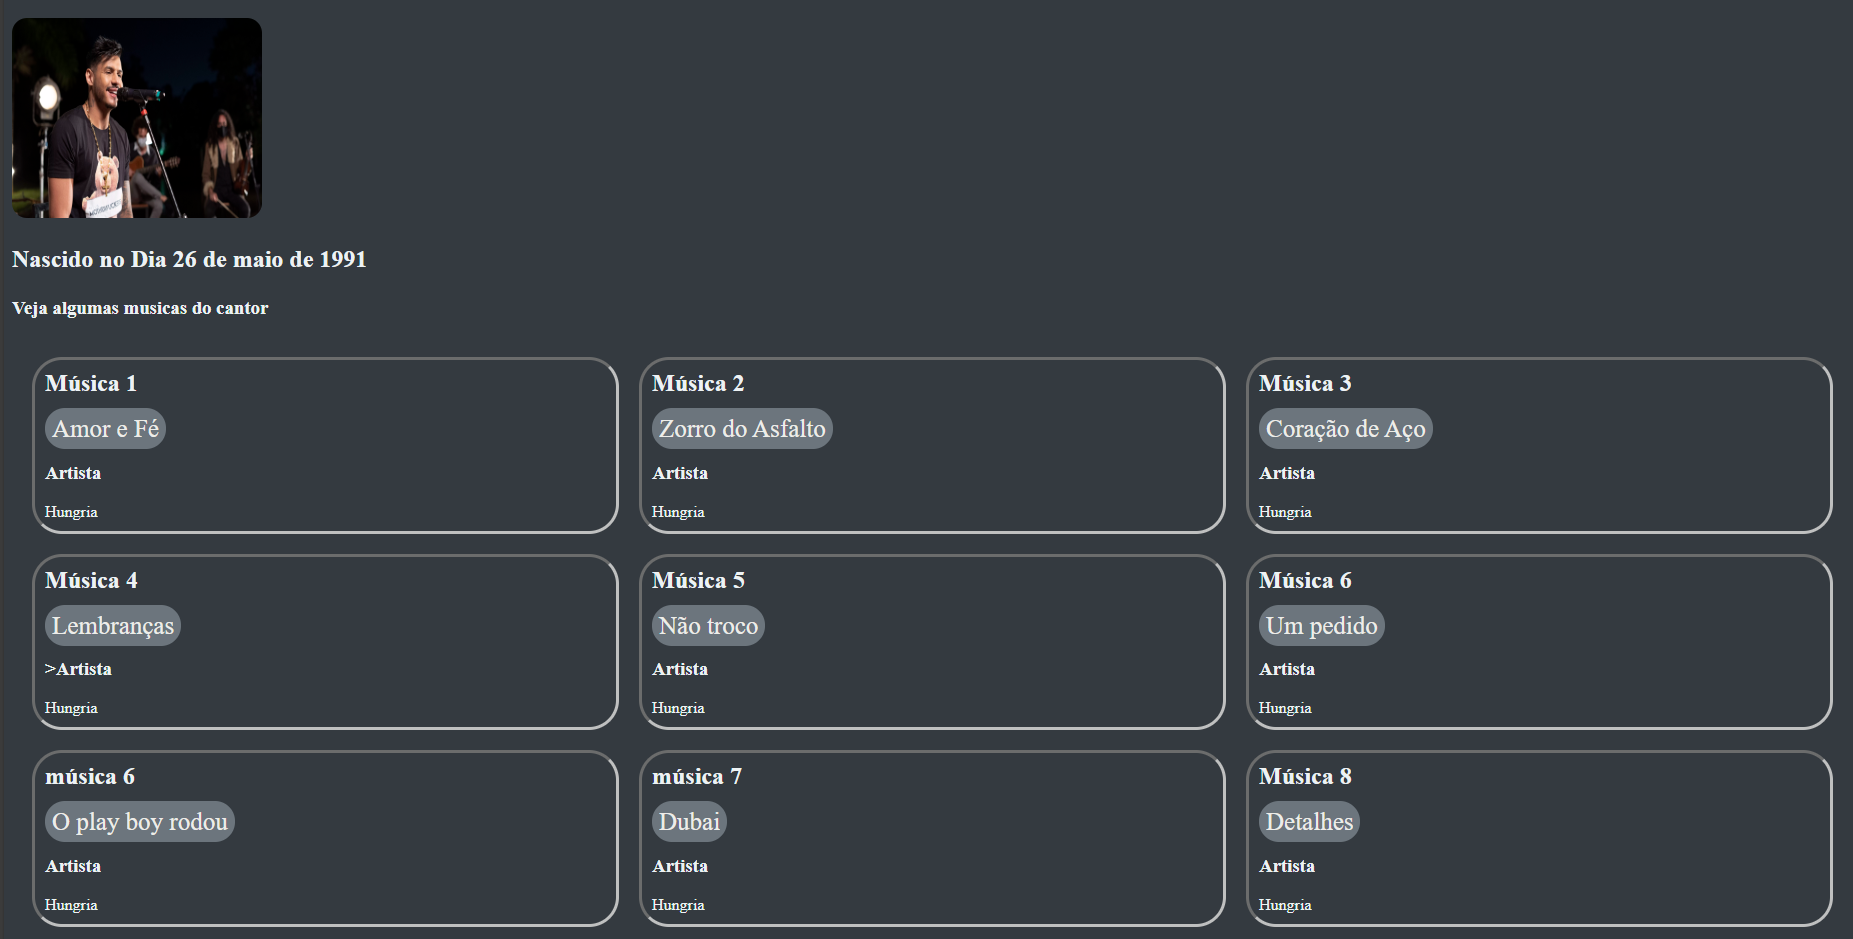 Nascido no Dia 26 de maio de 1991
Veja algumas musicas do cantor
Música 1
Amor e Fé
Artista
Hungria
Música 2
Zorro do Asfalto
Artista
Hungria
Música 3
Coração de Aço
Artista
Hungria
Música 4
Lembranças
>Artista
Hungria
Música 5
Não troco
Artista
Hungria
Música 6
Um pedido
Artista
Hungria
música 6
O play boy rodou
Artista
Hungria
música 7
Dubai
Artista
Hungria
Música 8
Detalhes
Artista
Hungria